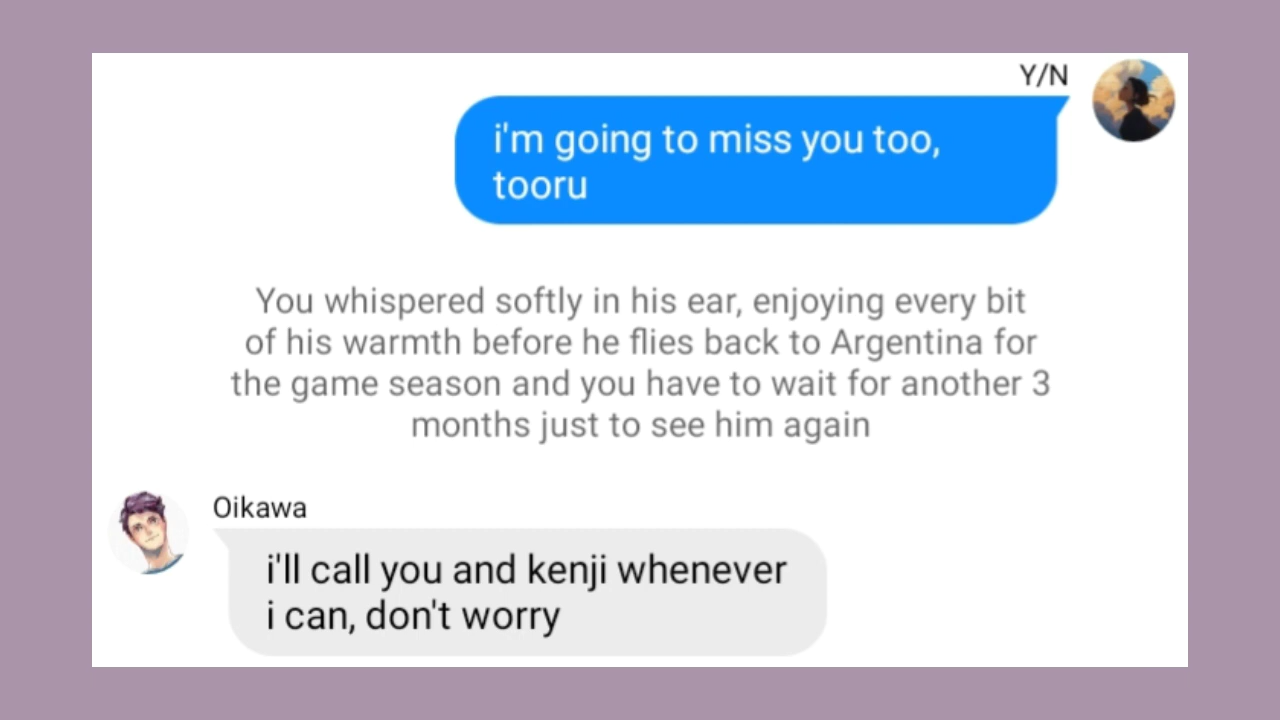 Y/N
i'm going to miss you too,
tooru
You whispered softly in his ear, enjoying every bit
of his warmth before he flies back to Argentina for
the game season and you have to wait for another 3
months just to see him again
Oikawa
i'll call you and kenji whenever
i can, don't worry